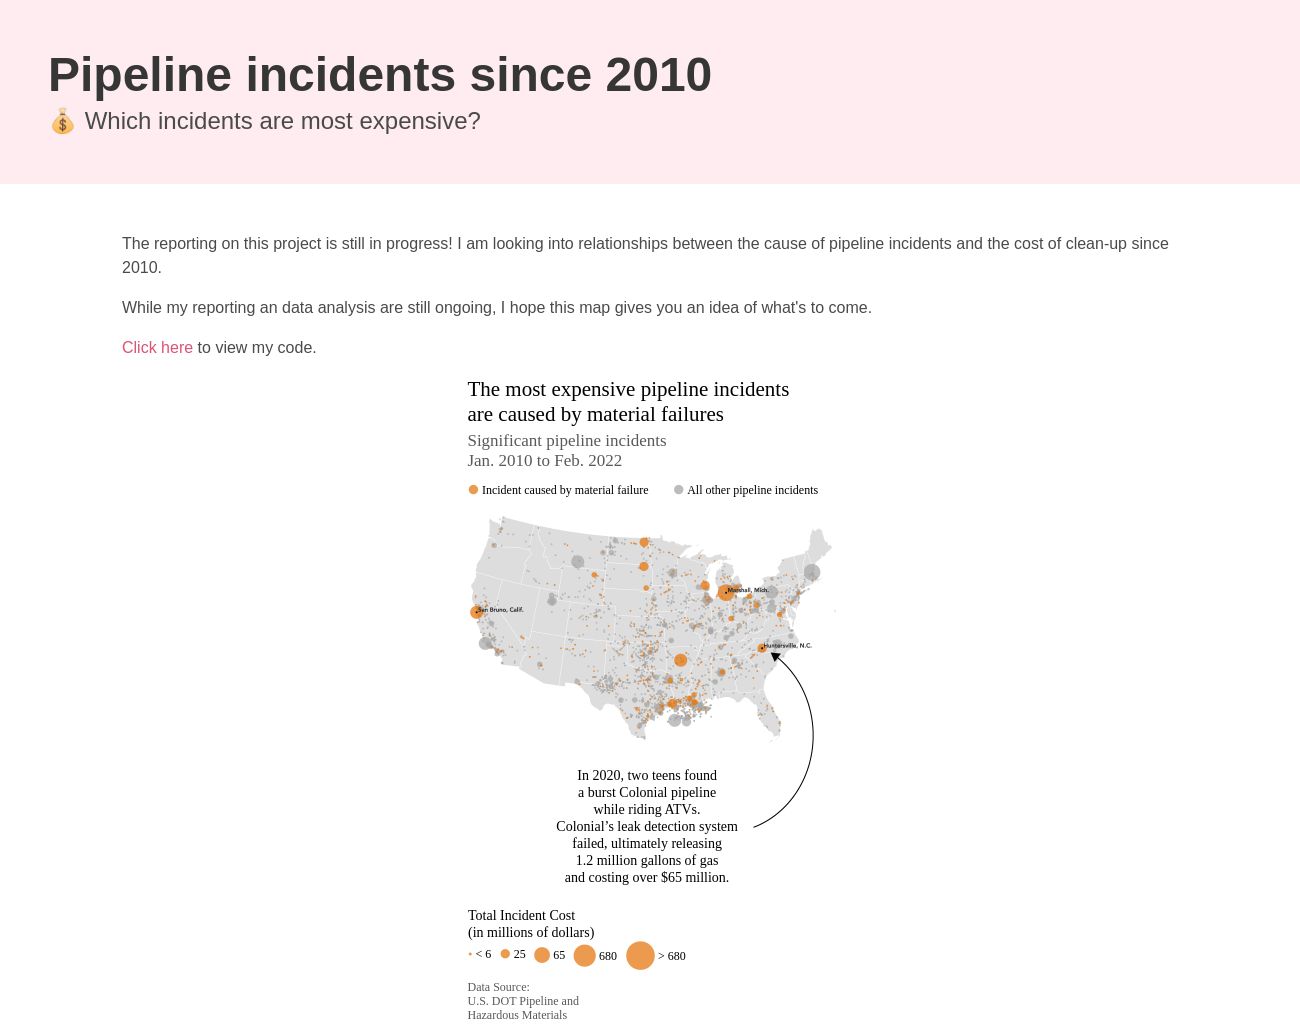 Pipeline incidents since 2010
💰 Which incidents are most expensive?
The reporting on this project is still in progress! I am looking into relationships between the cause of pipeline incidents and the cost of clean-up since
2010.
While my reporting an data analysis are still ongoing, I hope this map gives you an idea of what's to come.
Click here to view my code.
The most expensive pipeline incidents
are caused by material failures
Significant pipeline incidents
Jan. 2010 to Feb. 2022
Incident caused by material failure
All other pipeline incidents
Marshall, Mich.
San Bruno, Calif.
Huntersville, N.C.
In 2020, two teens found
a burst Colonial pipeline
while riding ATVs.
Colonial’s leak detection system
failed, ultimately releasing
1.2 million gallons of gas
and costing over $65 million.
Total Incident Cost
(in millions of dollars)
< 6 25 65 680 > 680
Data Source:
U.S. DOT Pipeline and
Hazardous Materials